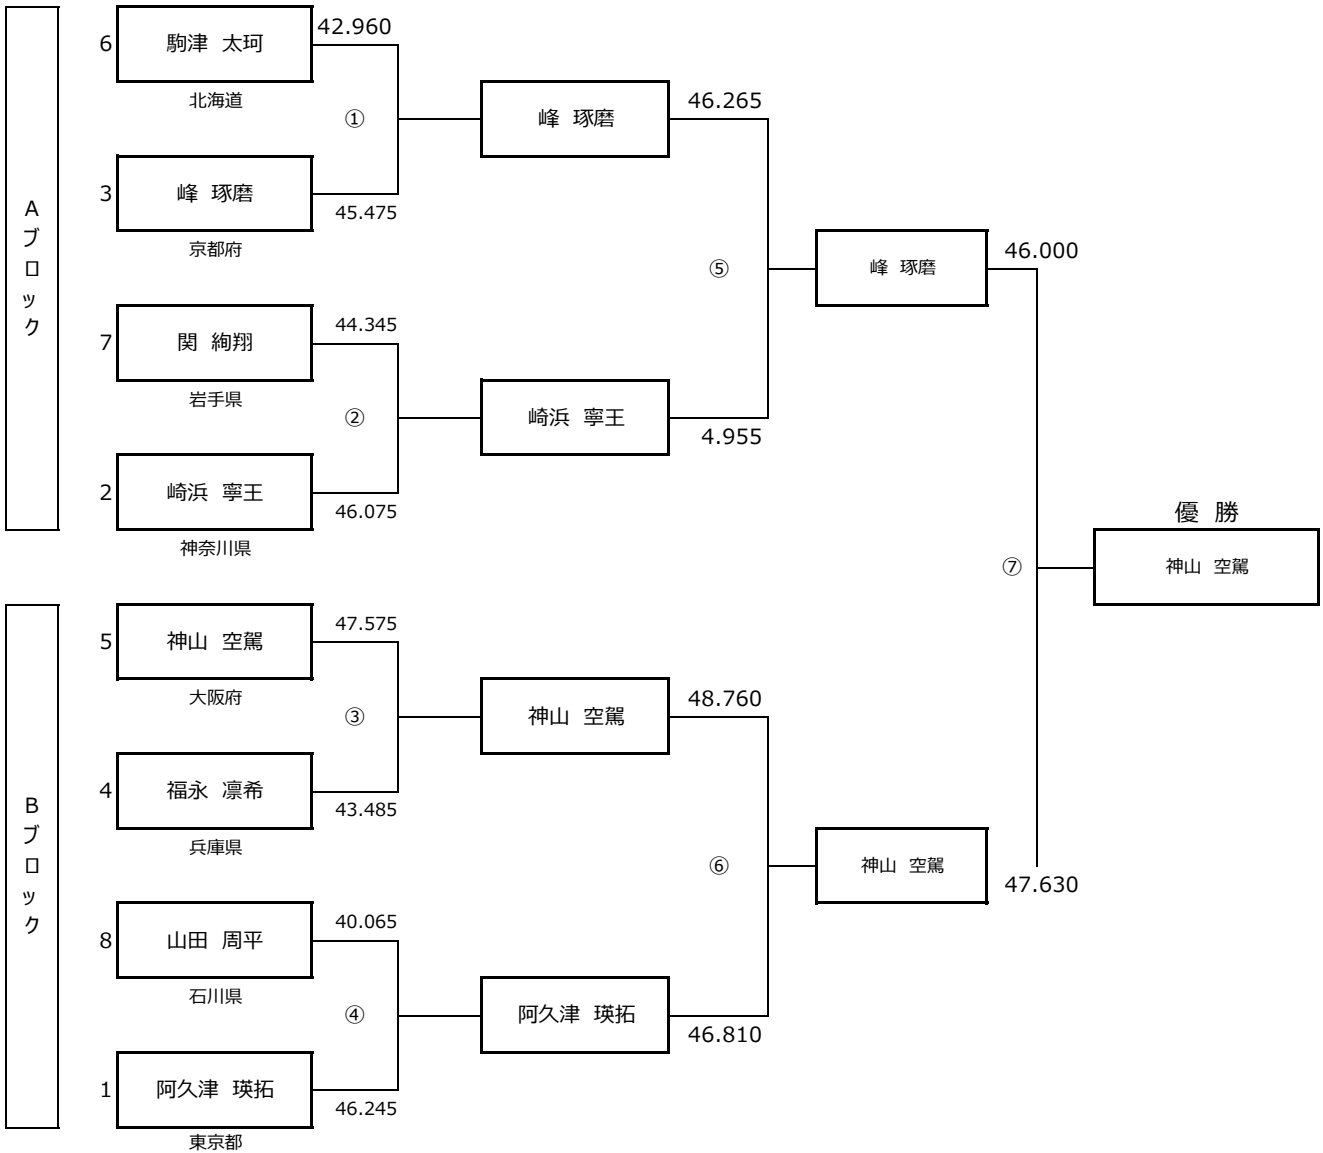 Aブロック
6
駒津 太珂
42.960
北海道
①
3
峰 琢磨
45.475
京都府
7
関 絢翔
44.345
岩手県
②
2
崎浜 寧王
46.075
神奈川県
峰 琢磨
46.265
⑤
崎浜 寧王
4.955
峰 琢磨
46.000
Bブロック
5
神山 空駕
47.575
大阪府
③
4
福永 凛希
43.485
兵庫県
8
山田 周平
40.065
石川県
④
1
阿久津 瑛拓
46.245
東京都
神山 空駕
48.760
⑥
阿久津 瑛拓
46.810
神山 空駕
47.630
⑦
優 勝
神山 空駕